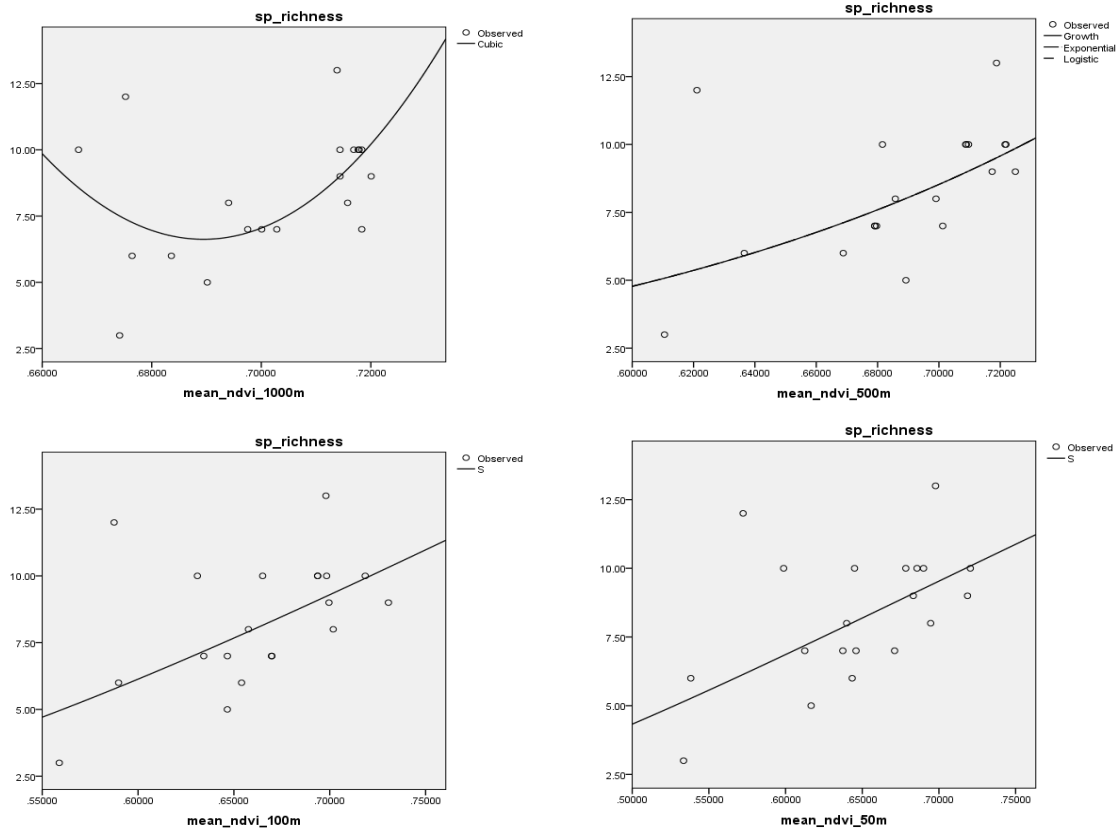 sp_richness
Observed
Cubic
12.50
10.00
7.50
5.00
2.50
.66000 .68000 .70000 .72000
mean_ndvi_1000m
sp_richness
Observed
Growth
Exponential
Logistic
12.50
10.00
7.50
5.00
2.50
.60000 .62000 .64000 .66000 .68000 .70000 .72000
mean_ndvi_500m
sp_richness
Observed
S
12.50
10.00
7.50
5.00
2.50
.55000 .60000 .65000 .70000 .75000
mean_ndvi_100m
sp_richness
Observed
S
12.50
10.00
7.50
5.00
2.50
.50000 .55000 .60000 .65000 .70000 .75000
mean_ndvi_50m